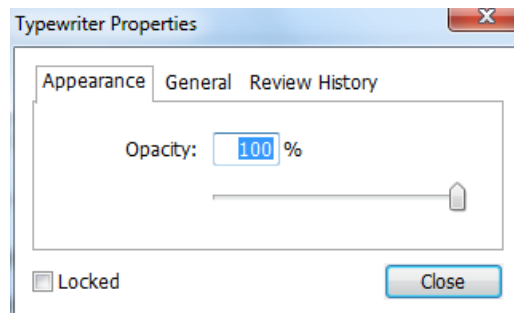 Typewriter Properties
Appearance General Review History
Opacity: 100 %
Locked Close